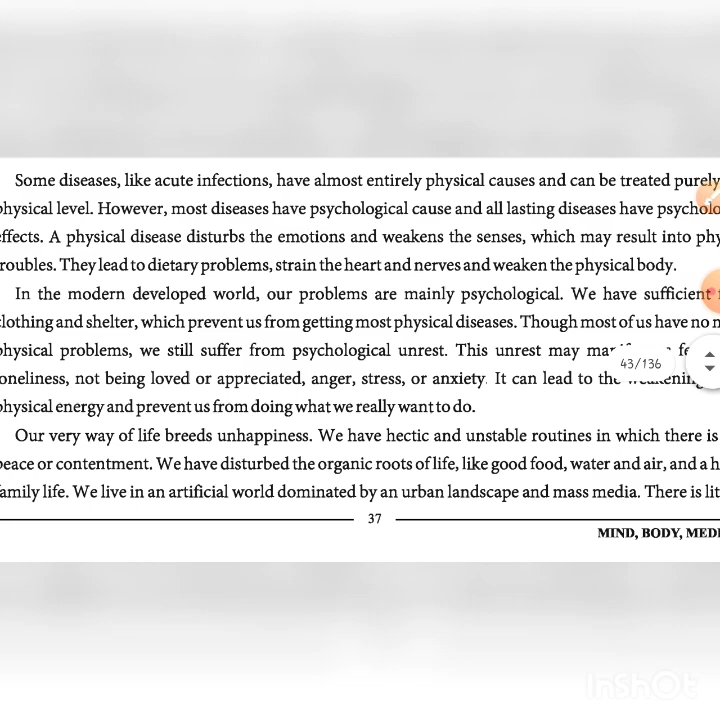 Some diseases, like acute infections, have almost entirely physical causes and can be treated purely
physical level. However, most diseases have psychological cause and all lasting diseases have psycholo
effects. A physical disease disturbs the emotions and weakens the senses, which may result into phy
troubles. They lead to dietary problems, strain the heart and nerves and weaken the physical body.
In the modern developed world, our problems are mainly psychological. We have sufficient
clothing and shelter, which prevent us from getting most physical diseases. Though most of us have no
physical problems, we still suffer from psychological unrest. This unrest may
43/136
loneliness, not being loved or appreciated, anger, stress, or anxiety. It can lead to the
physical energy and prevent us from doing what we really want to do.
Our very way of life breeds unhappiness. We have hectic and unstable routines in which there is
peace or contentment. We have disturbed the organic roots of life, like good food, water and air, and a h
family life. We live in an artificial world dominated by an urban landscape and mass media. There is lit
37
MIND, BODY, MEDI
InShOt